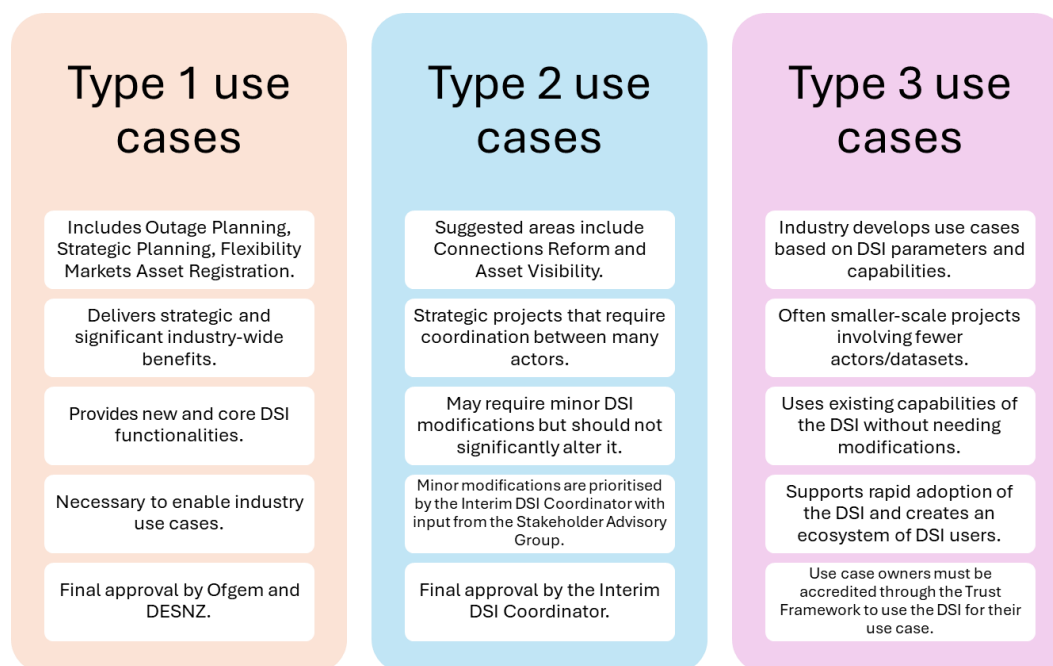 Type 1 use
cases
Includes Outage Planning,
Strategic Planning, Flexibility
Markets Asset Registration.
Delivers strategic and
significant industry-wide
benefits.
Provides new and core DSI
functionalities.
Necessary to enable industry
use cases.
Final approval by Ofgem and
DESNZ.
Type 2 use
cases
Suggested areas include
Connections Reform and
Asset Visibility.
Strategic projects that require
coordination between many
actors.
May require minor DSI
modifications but should not
significantly alter it.
Minor modifications are prioritised
by the Interim DSI Coordinator with
input from the Stakeholder Advisory
Group.
Final approval by the Interim
DSI Coordinator.
Type 3 use
cases
Industry develops use cases
based on DSI parameters and
capabilities.
Often smaller-scale projects
involving fewer
actors/datasets.
Uses existing capabilities of
the DSI without needing
modifications.
Supports rapid adoption of
the DSI and creates an
ecosystem of DSI users.
Use case owners must be
accredited through the Trust
Framework to use the DSI for their
use case.